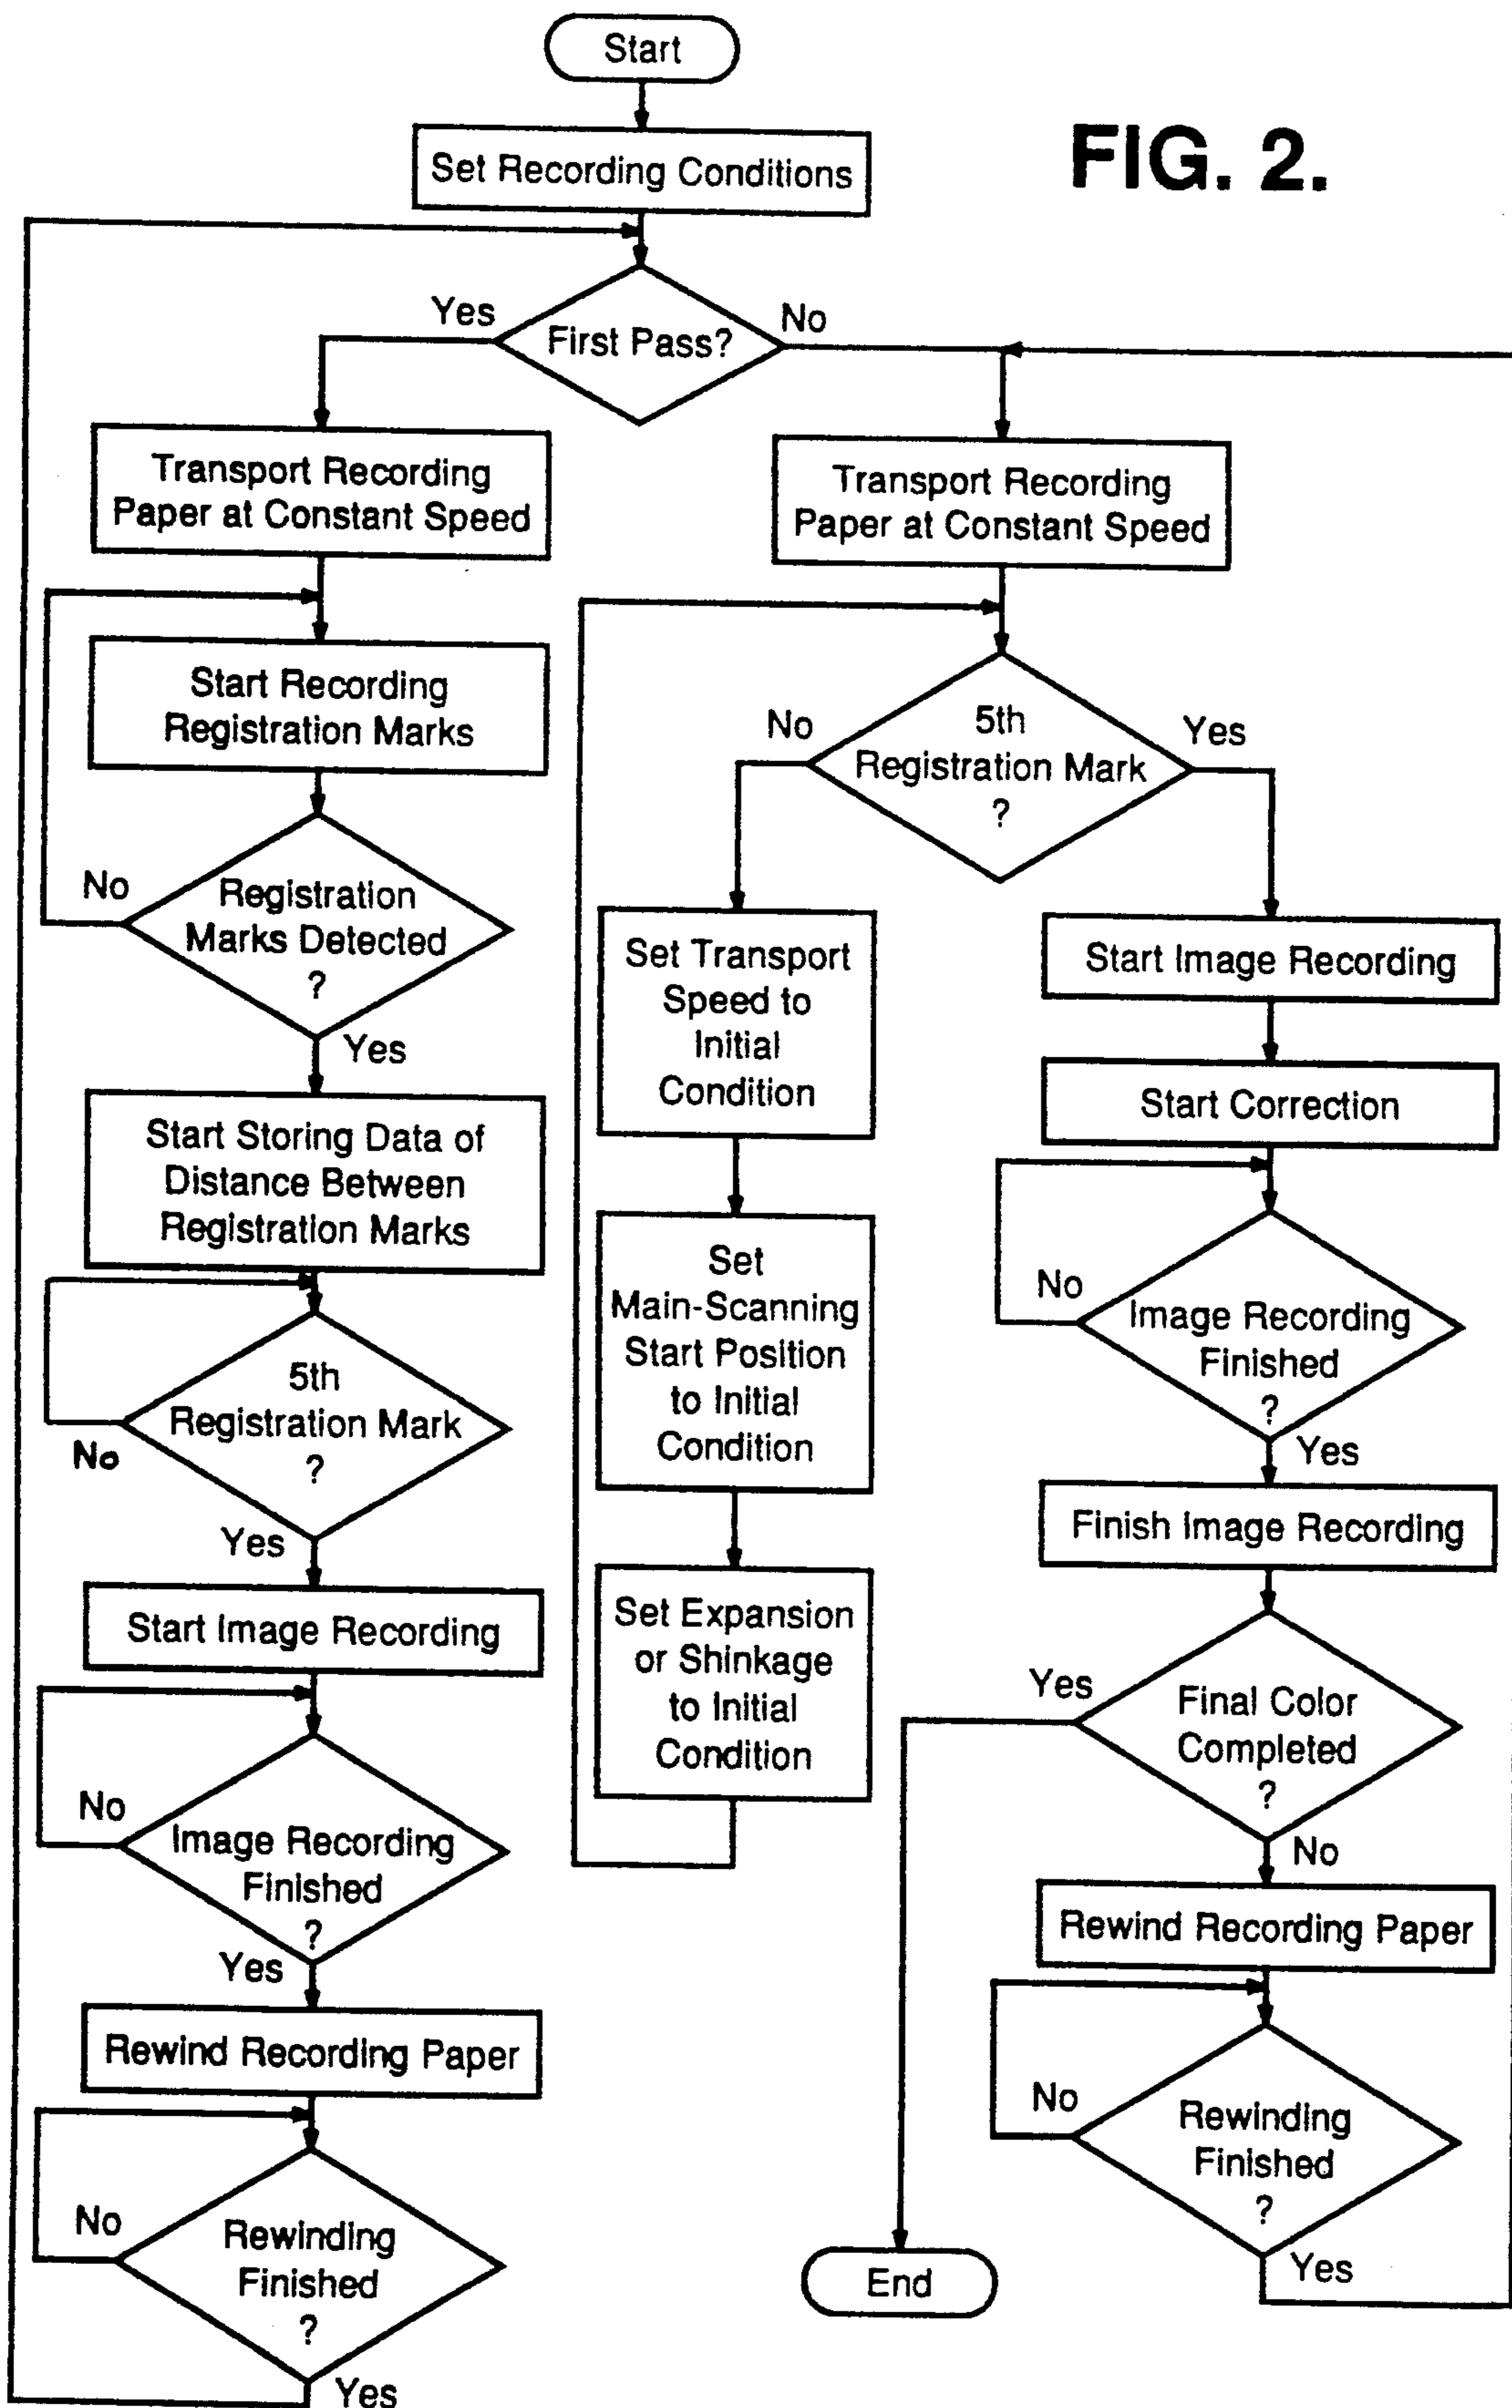 Start
FIG. 2.
Set Recording Conditions
Yes
First Pass?
No
Transport Recording
Paper at Constant Speed
Start Recording
Registration Marks
No
Registration
Marks Detected
?
Yes
Start Storing Data of
Distance Between
Registration Marks
5th
Registration Mark
?
No
Yes
Start Image Recording
No
Image Recording
Finished
?
Yes
Rewind Recording Paper
No
Rewinding
Finished
?
Yes
Transport Recording
Paper at Constant Speed
No
5th
Registration Mark
?
Yes
Set Transport
Speed to
Initial
Condition
Set
Main-Scanning
Start Position
to Initial
Condition
Set Expansion
or Shinkage
to Initial
Condition
Start Image Recording
Start Correction
No
Image Recording
Finished
?
Yes
Finish Image Recording
Yes
Final Color
Completed
?
No
Rewind Recording Paper
No
Rewinding
Finished
?
Yes
End